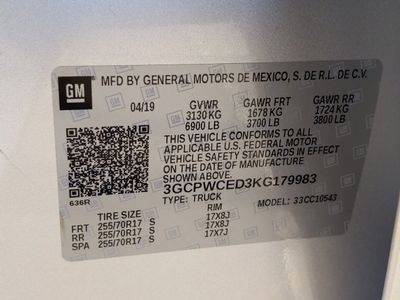 GM
MFD BY GENERAL MOTORS DE MEXICO, S. DE R.L. DE C.V.
04/19 GVWR GAWR FRT GAWR RR
3130 KG 1678 KG 1724 KG
6900 LB 3700 LB 3800 LB
THIS VEHICLE CONFORMS TO ALL
APPLICABLE U.S. FEDERAL MOTOR
VEHICLE SAFETY STANDARDS IN
EFFECT ON THE DATE OF
MANUFACTURE SHOWN ABOVE.
3GCPWCED3KG179983
636R TYPE: TRUCK MODEL: 33CC10543
TIRE SIZE RIM
FRT 255/70R17 S 17X8J
RR 255/70R17 S 17X8J
SPA 255/70R17 S 17X7J